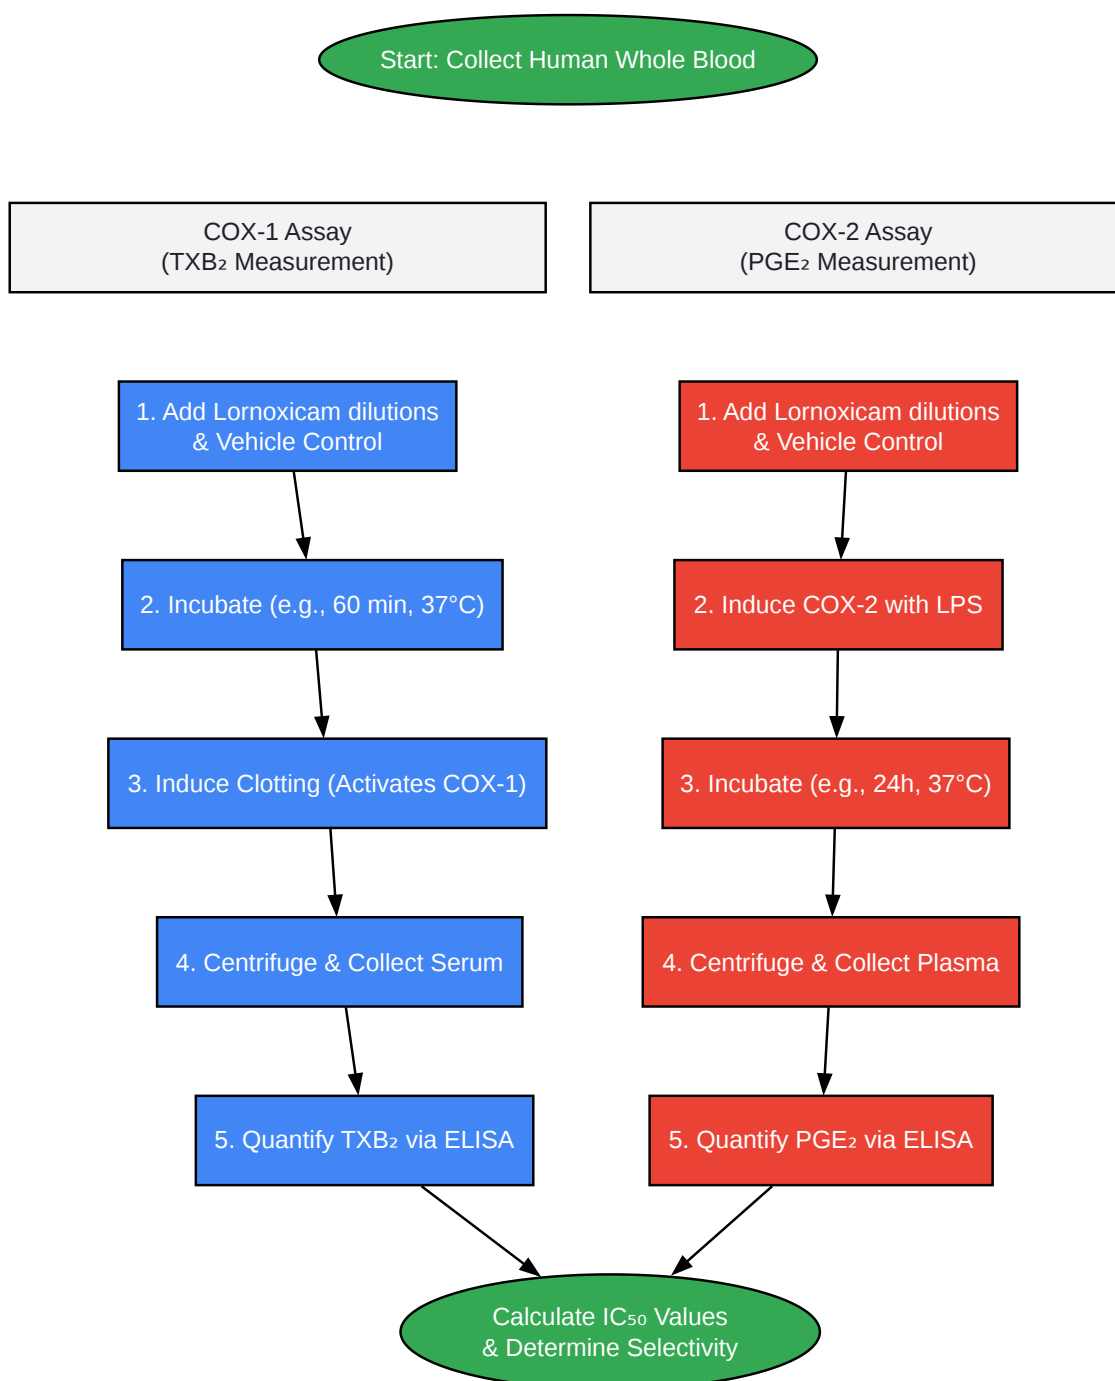 Start: Collect Human Whole Blood
COX-1 Assay
(TXB₂ Measurement)
COX-2 Assay
(PGE₂ Measurement)
1. Add Lornoxicam dilutions
& Vehicle Control
2. Incubate (e.g., 60 min, 37°C)
3. Induce Clotting (Activates COX-1)
4. Centrifuge & Collect Serum
5. Quantify TXB₂ via ELISA
1. Add Lornoxicam dilutions
& Vehicle Control
2. Induce COX-2 with LPS
3. Incubate (e.g., 24h, 37°C)
4. Centrifuge & Collect Plasma
5. Quantify PGE₂ via ELISA
Calculate IC₅₀ Values
& Determine Selectivity